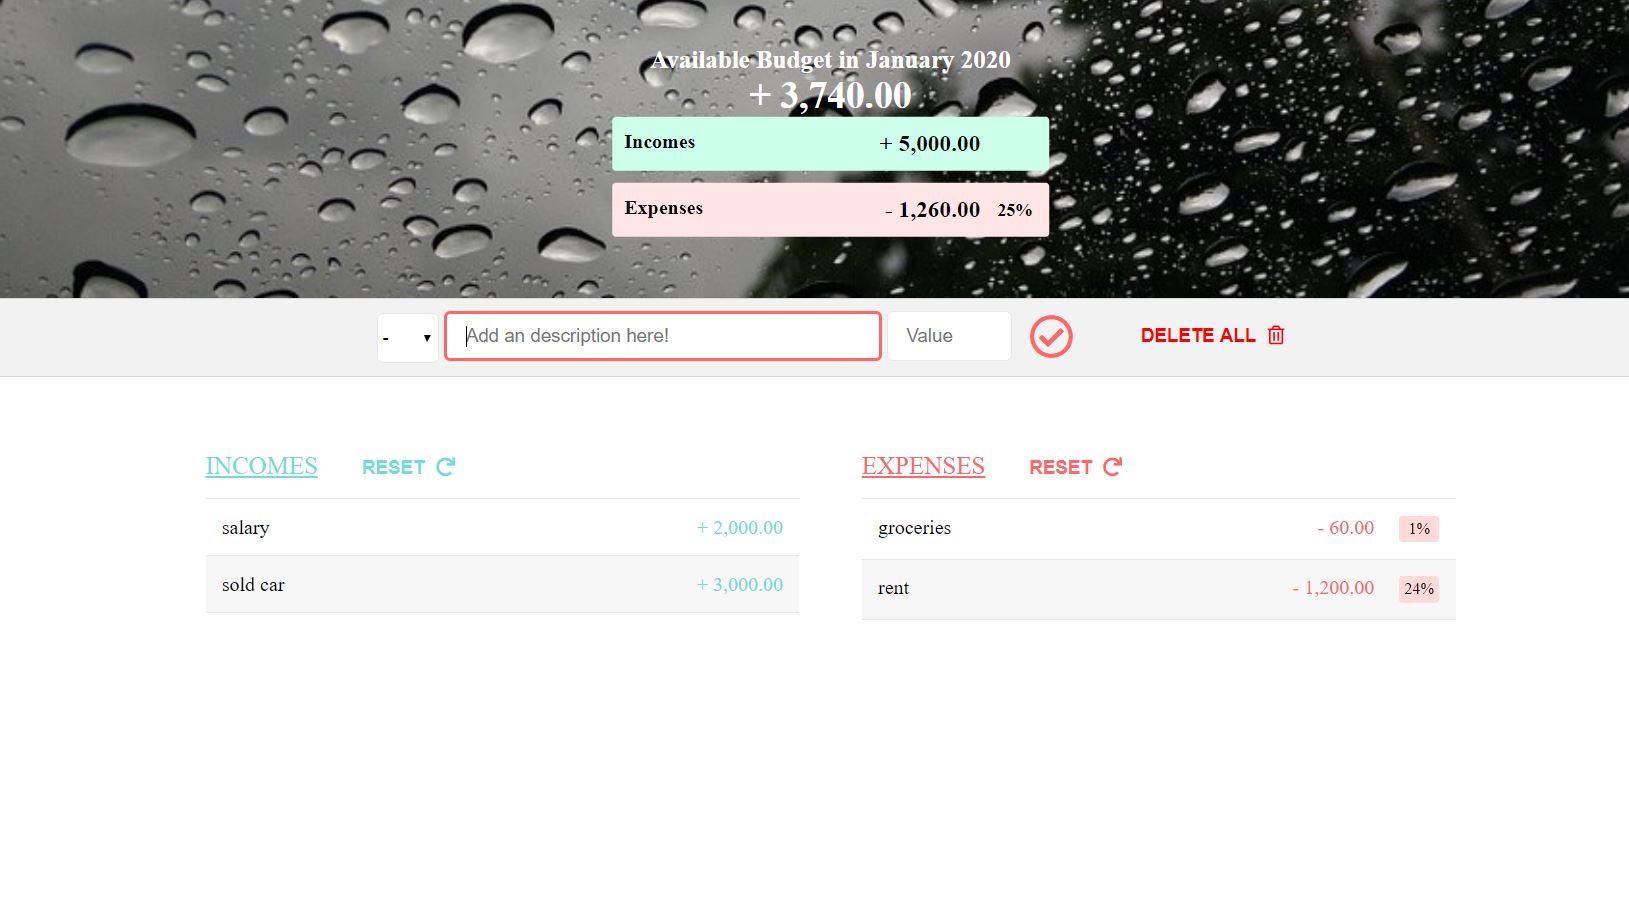 Available Budget in January 2020
+ 3,740.00
Incomes + 5,000.00
Expenses - 1,260.00 25%
- Add an description here! Value DELETE ALL
INCOMES RESET
salary + 2,000.00
sold car + 3,000.00
EXPENSES RESET
groceries - 60.00 1%
rent - 1,200.00 24%